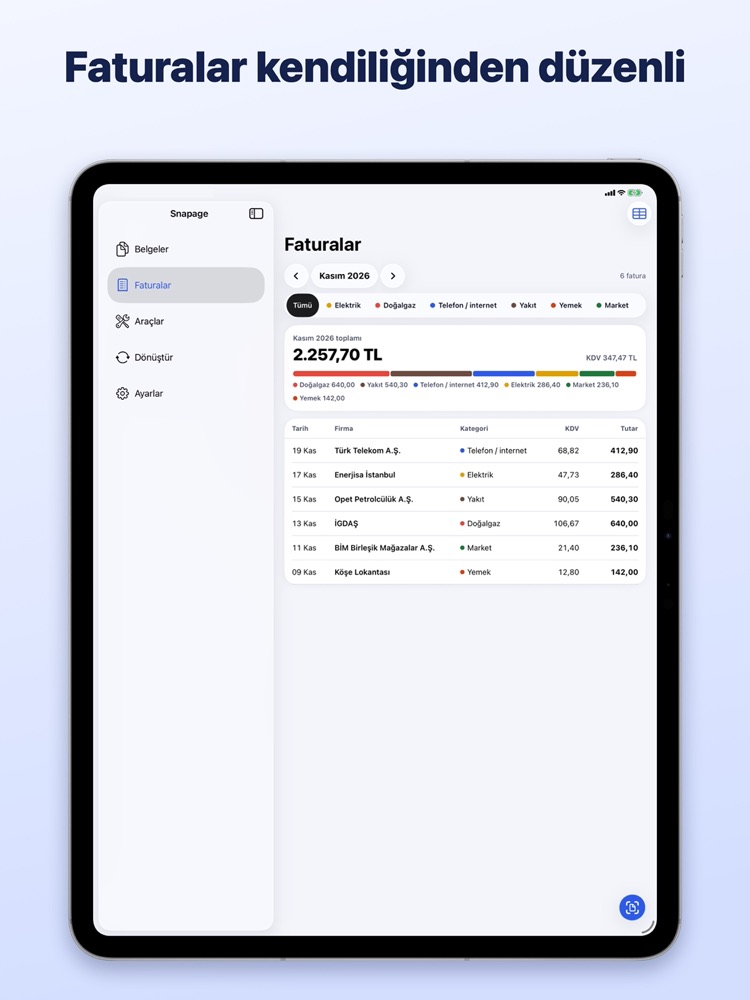 Faturalar kendiliğinden düzenli
Snapage
Belgeler
Faturalar
Araçlar
Dönüştür
Ayarlar
Faturalar
Kasım 2026
6 fatura
Tümü Elektrik Doğalgaz Telefon / internet Yakıt Yemek Market
Kasım 2026 toplamı
2.257,70 TL KDV 347,47 TL
Doğalgaz 640,00 Yakıt 540,30 Telefon / internet 412,90 Elektrik 286,40 Market 236,10
Yemek 142,00
Tarih Firma Kategori KDV Tutar
19 Kas Türk Telekom A.Ş. Telefon / internet 68,82 412,90
17 Kas Enerjisa İstanbul Elektrik 47,73 286,40
15 Kas Opet Petrolcülük A.Ş. Yakıt 90,05 540,30
13 Kas İGDAŞ Doğalgaz 106,67 640,00
11 Kas BİM Birleşik Mağazalar A.Ş. Market 21,40 236,10
09 Kas Köşe Lokantası Yemek 12,80 142,00